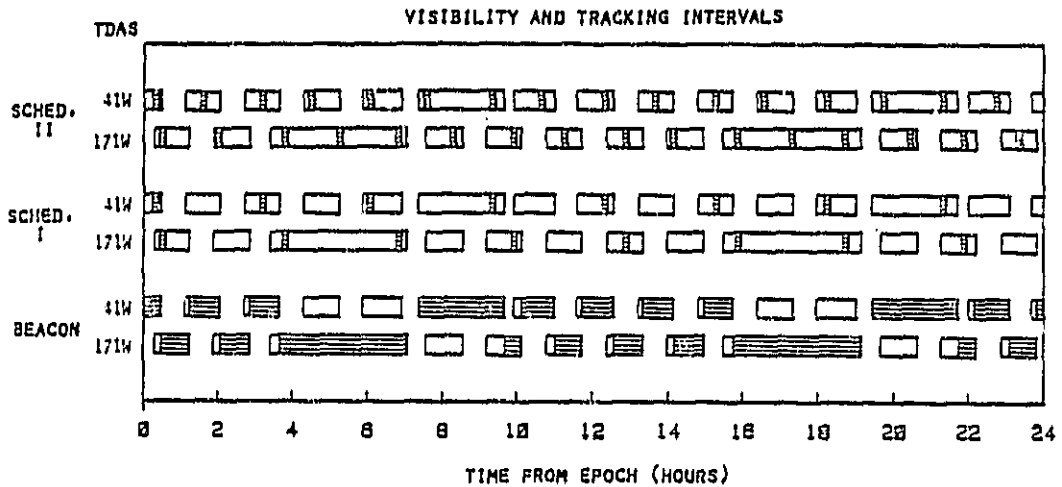 VISIBILITY AND TRACKING INTERVALS
TDAS
SCHED.
II
41W
171W
SCHED.
I
41W
171W
BEACON
41W
171W
0 2 4 6 8 10 12 14 16 18 20 22 24
TIME FROM EPOCH (HOURS)